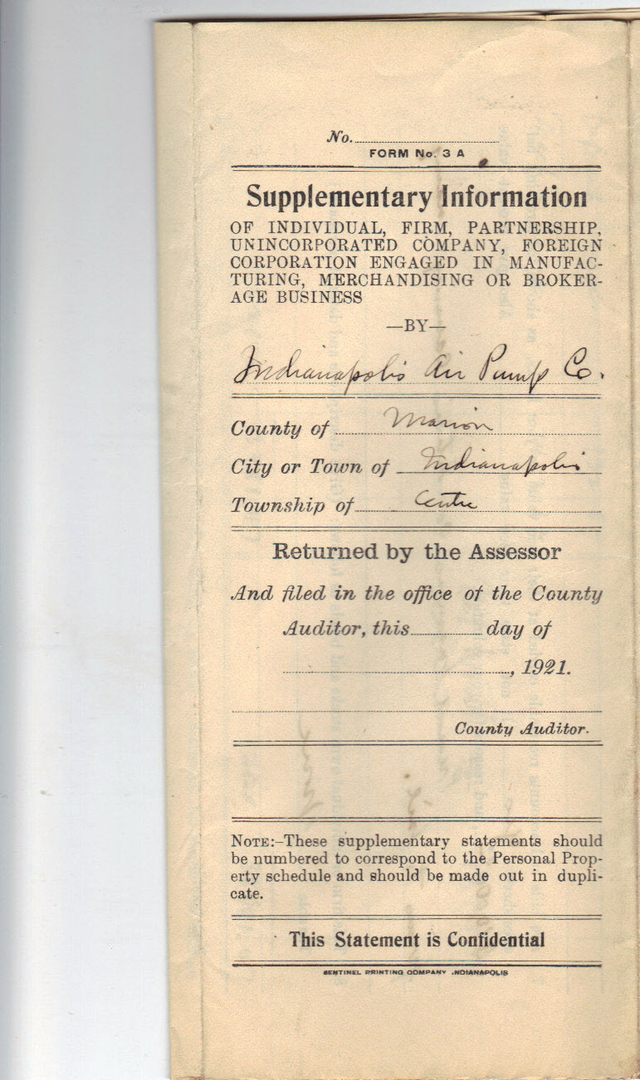 No.
FORM No. 3 A
Supplementary Information
OF INDIVIDUAL, FIRM, PARTNERSHIP,
UNINCORPORATED COMPANY, FOREIGN
CORPORATION ENGAGED IN MANUFAC-
TURING, MERCHANDISING OR BROKER-
AGE BUSINESS
—BY—
Indianapolis Air Pump Co.
County of Marion
City or Town of Indianapolis
Township of Centre
Returned by the Assessor
And filed in the office of the County
Auditor, this day of
, 1921.
County Auditor.
NOTE:–These supplementary statements should
be numbered to correspond to the Personal Prop-
erty schedule and should be made out in dupli-
cate.
This Statement is Confidential
SENTINEL PRINTING COMPANY INDIANAPOLIS